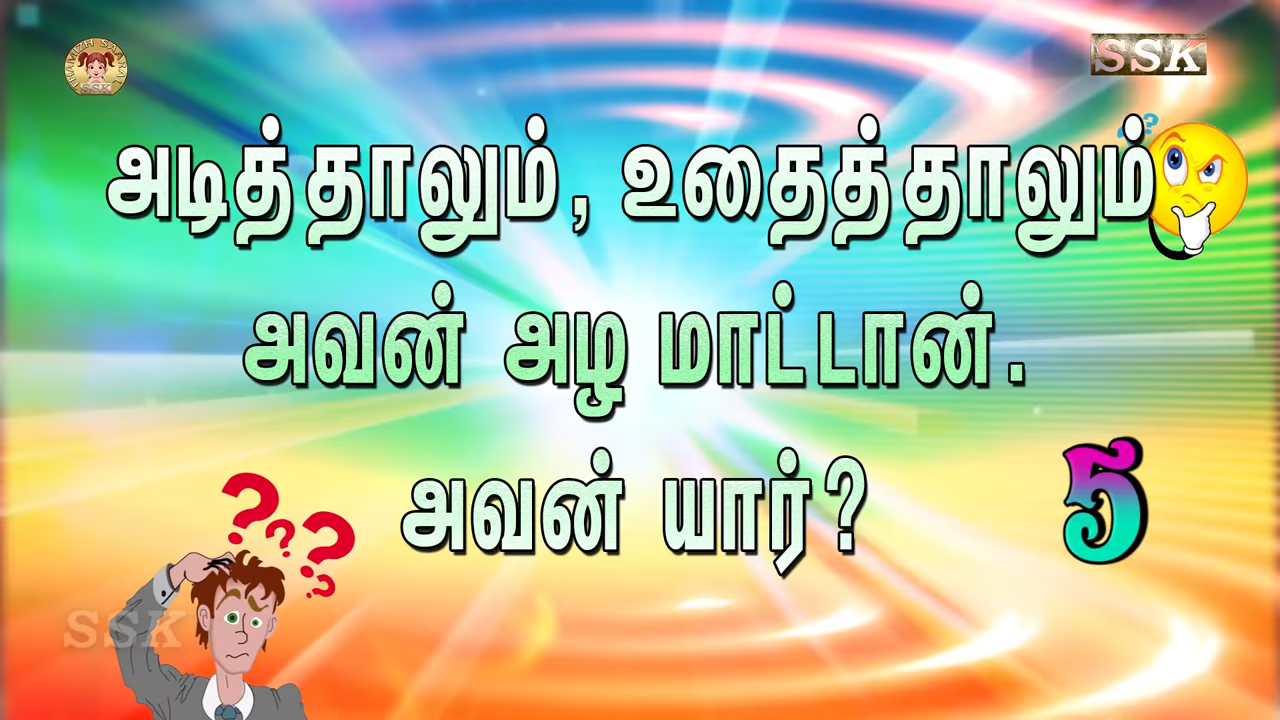 SSK
அடித்தாலும், உதைத்தாலும்
அவன் அழ மாட்டான்.
அவன் யார்?
5
SSK